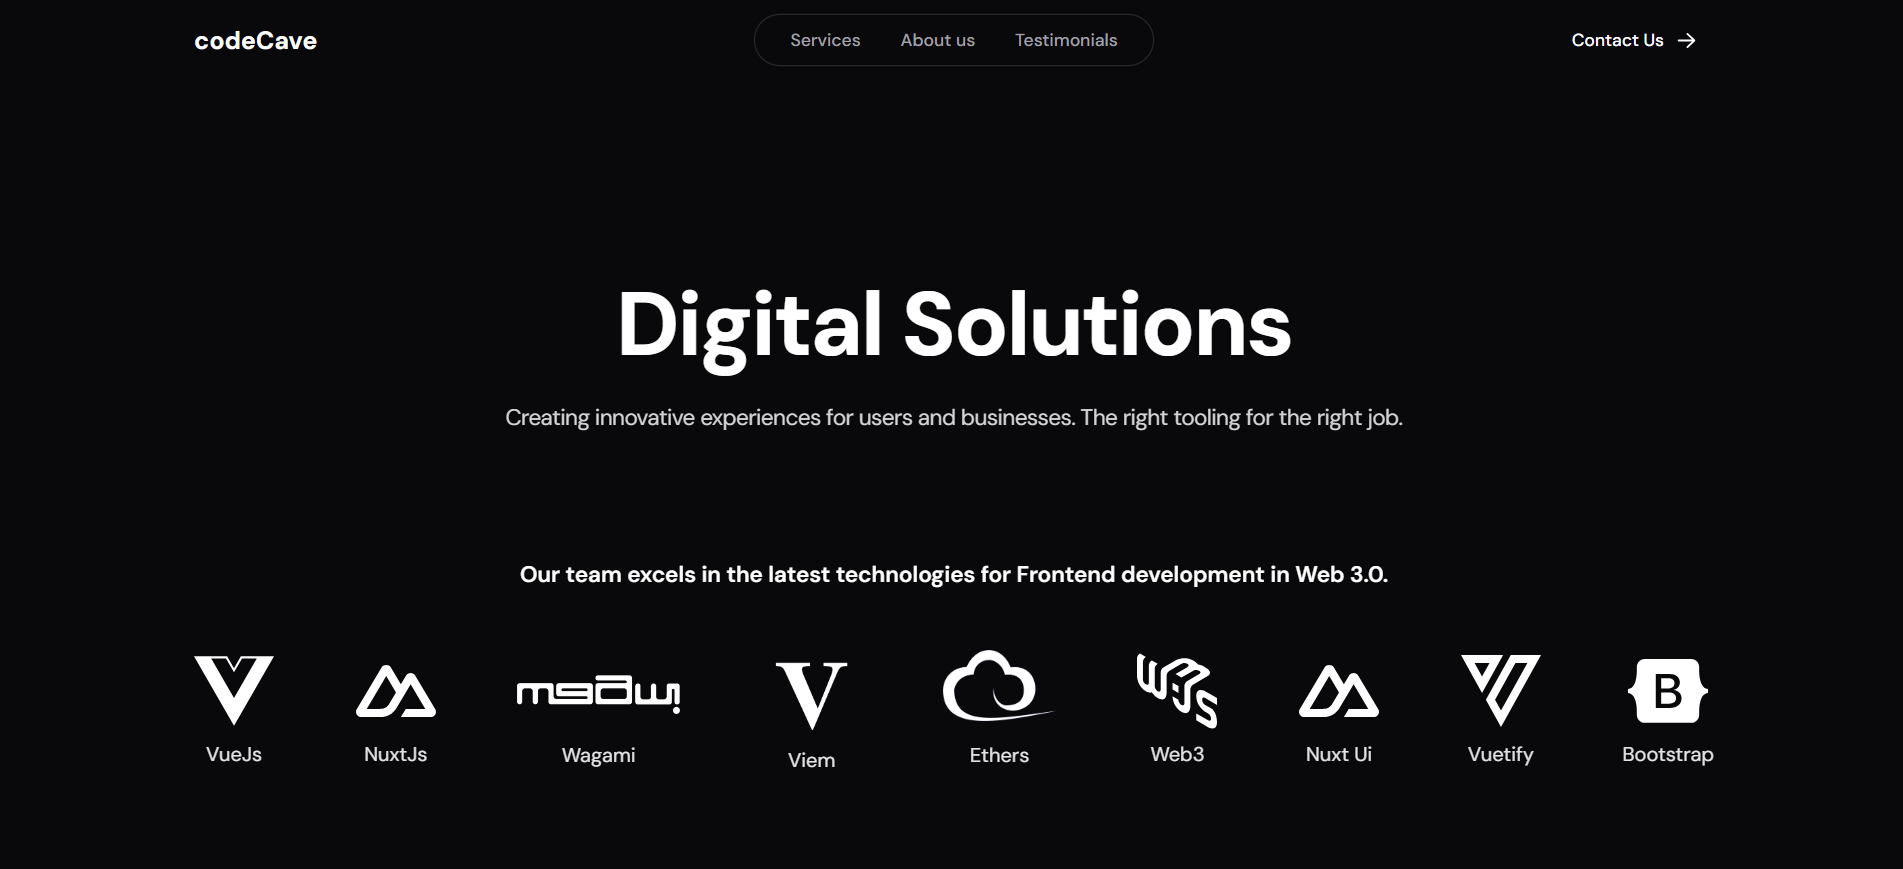 codeCave
Services About us Testimonials
Contact Us
Digital Solutions
Creating innovative experiences for users and businesses. The right tooling for the right job.
Our team excels in the latest technologies for Frontend development in Web 3.0.
VueJs NuxtJs Wagami Viem Ethers Web3 Nuxt Ui Vuetify Bootstrap